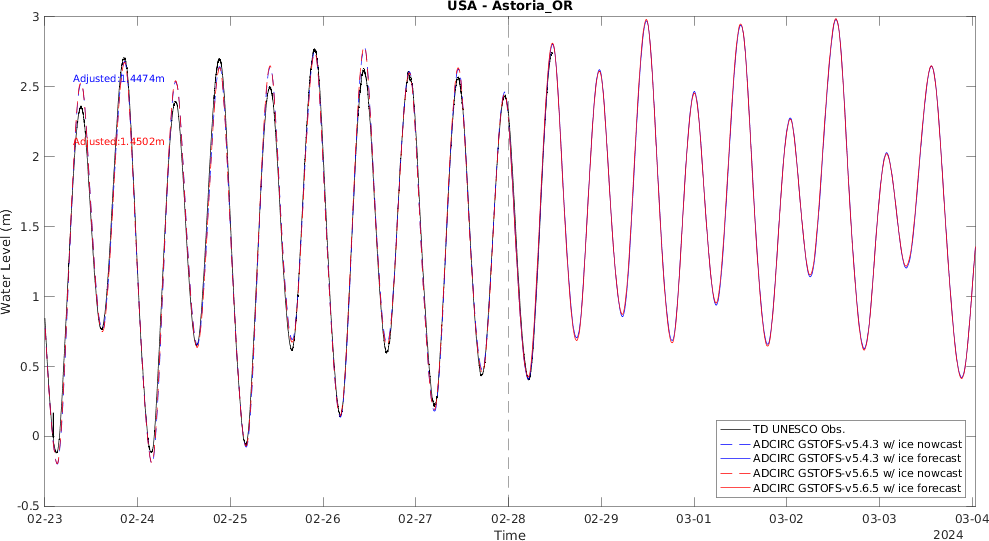 USA - Astoria_OR
Water Level (m)
3
2.5
2
1.5
1
0.5
0
-0.5
Adjusted:1.4474m
Adjusted:1.4502m
TD UNESCO Obs.
ADCIRC GSTOFS-v5.4.3 w/ ice nowcast
ADCIRC GSTOFS-v5.4.3 w/ ice forecast
ADCIRC GSTOFS-v5.6.5 w/ ice nowcast
ADCIRC GSTOFS-v5.6.5 w/ ice forecast
02-23 02-24 02-25 02-26 02-27 02-28 02-29 03-01 03-02 03-03 03-04
Time
2024